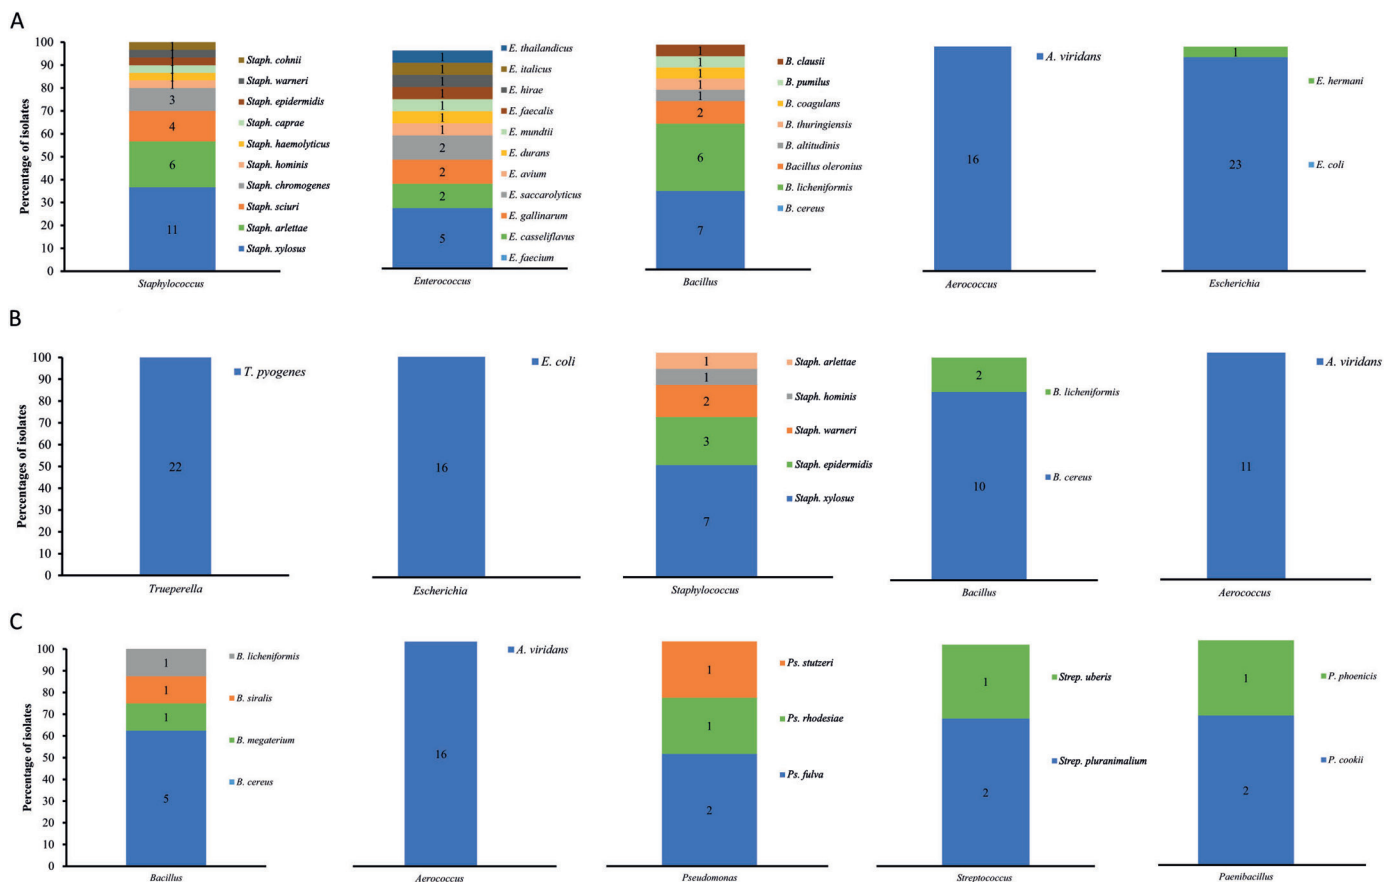 A
Percentage of isolates
100
90
80
70
60
50
40
30
20
10
0
1
1
1
1
1
1
3
4
6
11
Staph. cohnii
Staph. warneri
Staph. epidermidis
Staph. caprae
Staph. haemolyticus
Staph. hominis
Staph. chromogenes
Staph. sciuri
Staph. arlettae
Staph. xylosus
Staphylococcus
1
1
1
1
1
1
1
2
2
2
5
E. thailandicus
E. italicus
E. hirae
E. faecalis
E. mundtii
E. durans
E. avium
E. saccarolyticus
E. gallinarum
E. casseliflavus
E. faecium
Enterococcus
1
1
1
1
1
2
6
7
B. clausii
B. pumilus
B. coagulans
B. thuringiensis
B. altitudinis
Bacillus oleronius
B. licheniformis
B. cereus
Bacillus
16
A. viridans
Aerococcus
1
23
E. hermani
E. coli
Escherichia
B
Percentages of isolates
100
90
80
70
60
50
40
30
20
10
0
22
T. pyogenes
Trueperella
16
E. coli
Escherichia
1
1
2
3
7
Staph. arlettae
Staph. hominis
Staph. warneri
Staph. epidermidis
Staph. xylosus
Staphylococcus
2
10
B. licheniformis
B. cereus
Bacillus
11
A. viridans
Aerococcus
C
Percentage of isolates
100
90
80
70
60
50
40
30
20
10
0
1
1
1
5
B. licheniformis
B. siralis
B. megaterium
B. cereus
Bacillus
16
A. viridans
Aerococcus
1
1
2
Ps. stutzeri
Ps. rhodesiae
Ps. fulva
Pseudomonas
1
2
Strep. uberis
Strep. pluranimalium
Streptococcus
1
2
P. phoenicis
P. cookii
Paenibacillus